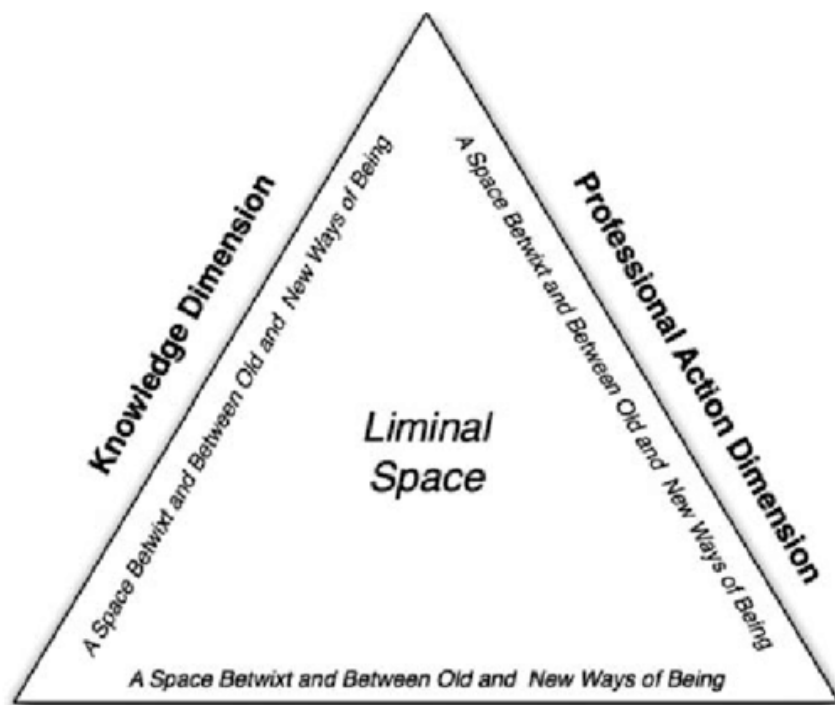 Knowledge Dimension
A Space Betwixt and Between Old and New Ways of Being
A Space Betwixt and Between Old and New Ways of Being
Professional Action Dimension
Liminal
Space
A Space Betwixt and Between Old and New Ways of Being